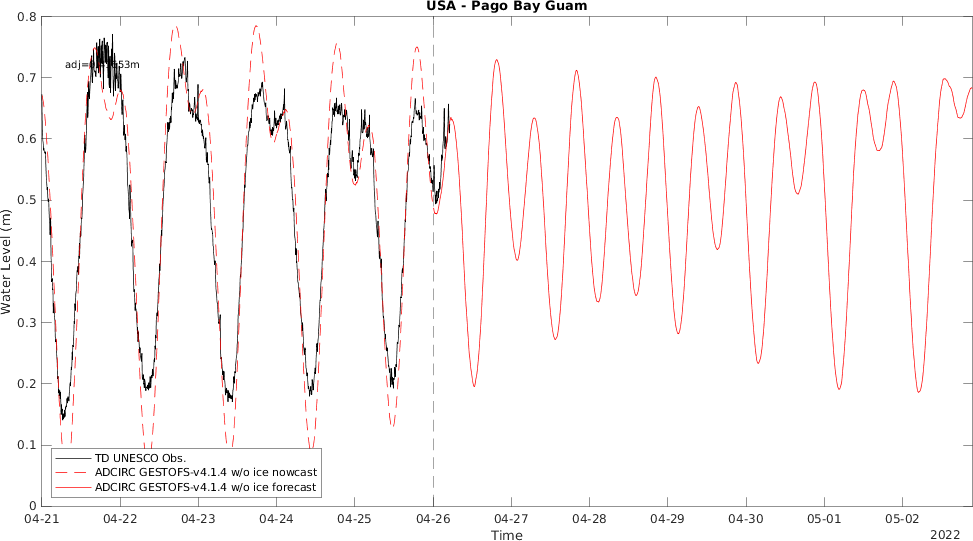 USA - Pago Bay Guam
0.8
0.7
0.6
0.5
0.4
0.3
0.2
0.1
0
Water Level (m)
TD UNESCO Obs.
ADCIRC GESTOFS-v4.1.4 w/o ice nowcast
ADCIRC GESTOFS-v4.1.4 w/o ice forecast
04-21 04-22 04-23 04-24 04-25 04-26 04-27 04-28 04-29 04-30 05-01 05-02
Time
2022